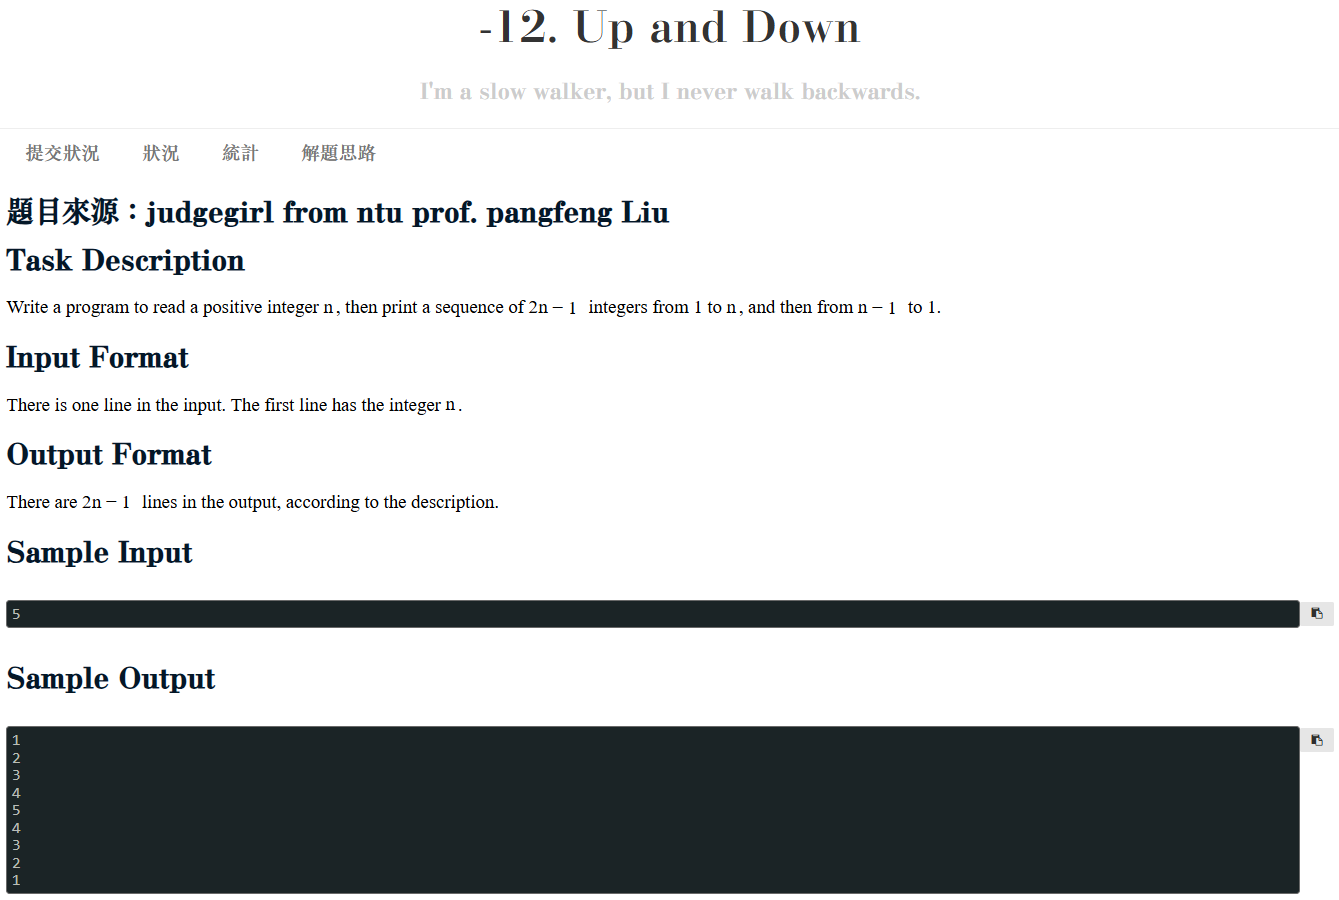 -12. Up and Down
I'm a slow walker, but I never walk backwards.
提交狀況 狀況 統計 解題思路
題目來源：judgegirl from ntu prof. pangfeng Liu
Task Description
Write a program to read a positive integer n, then print a sequence of 2n − 1 integers from 1 to n, and then from n − 1 to 1.
Input Format
There is one line in the input. The first line has the integer n.
Output Format
There are 2n − 1 lines in the output, according to the description.
Sample Input
5
Sample Output
1
2
3
4
5
4
3
2
1